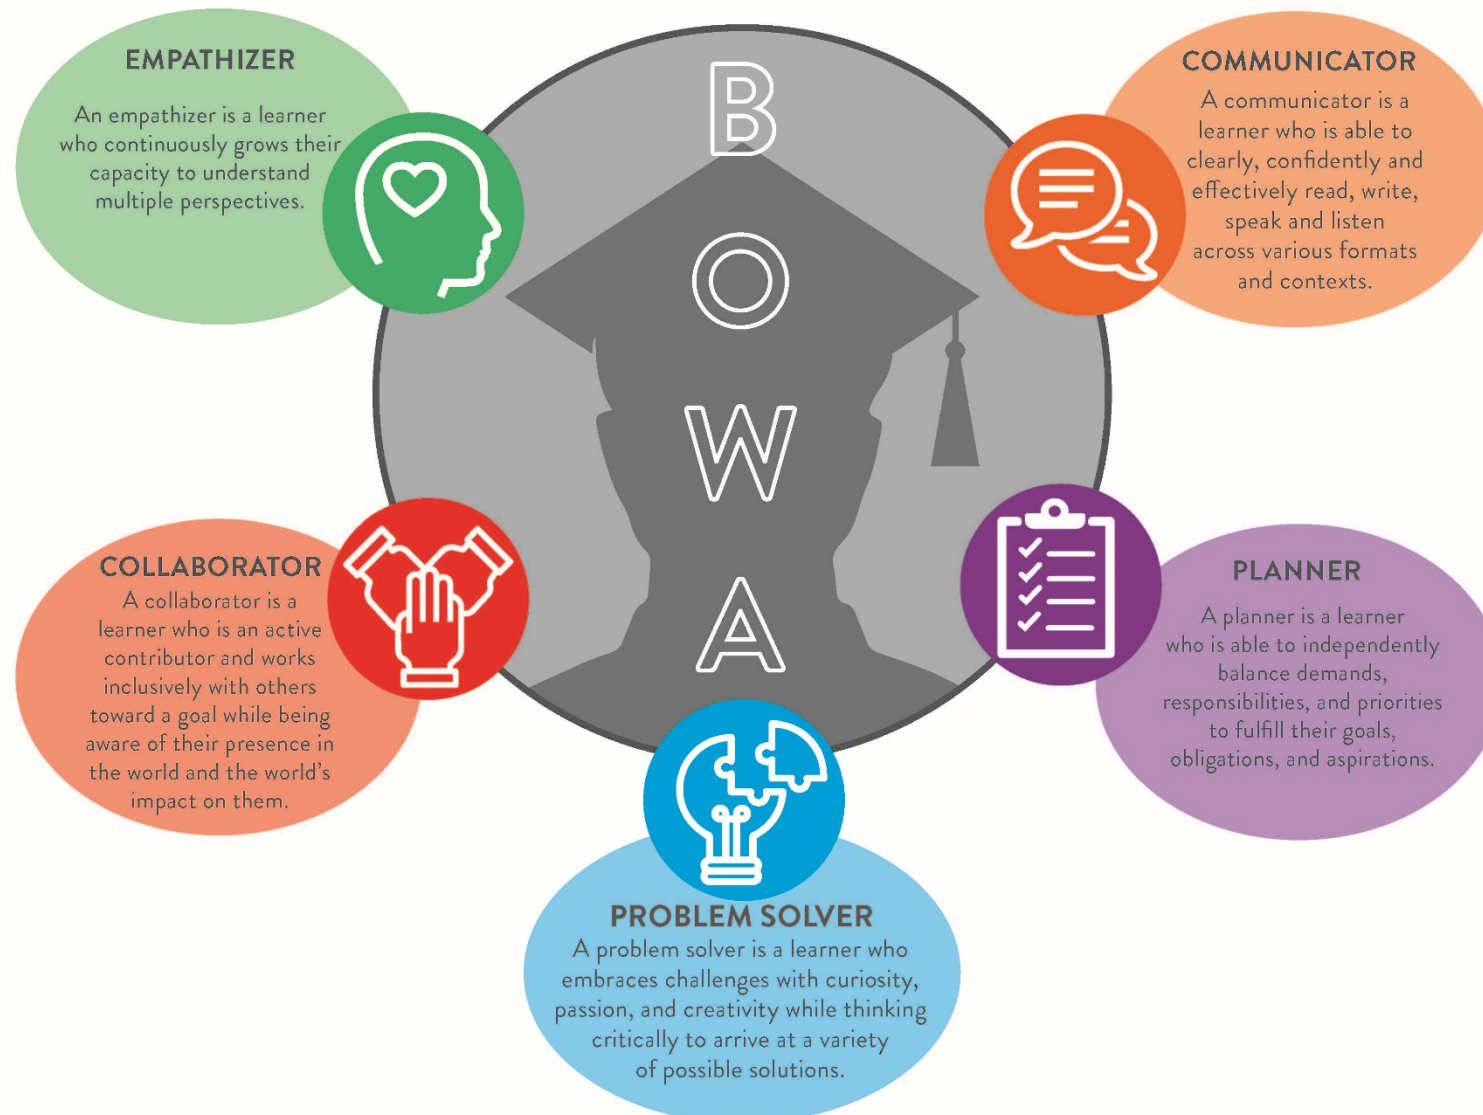 EMPATHIZER
An empathizer is a learner
who continuously grows their
capacity to understand
multiple perspectives.
B
O
W
A
COMMUNICATOR
A communicator is a
learner who is able to
clearly, confidently and
effectively read, write,
speak and listen
across various formats
and contexts.
COLLABORATOR
A collaborator is a
learner who is an active
contributor and works
inclusively with others
toward a goal while being
aware of their presence in
the world and the world's
impact on them.
PLANNER
A planner is a learner
who is able to independently
balance demands,
responsibilities, and priorities
to fulfill their goals,
obligations, and aspirations.
PROBLEM SOLVER
A problem solver is a learner who
embraces challenges with curiosity,
passion, and creativity while thinking
critically to arrive at a variety
of possible solutions.